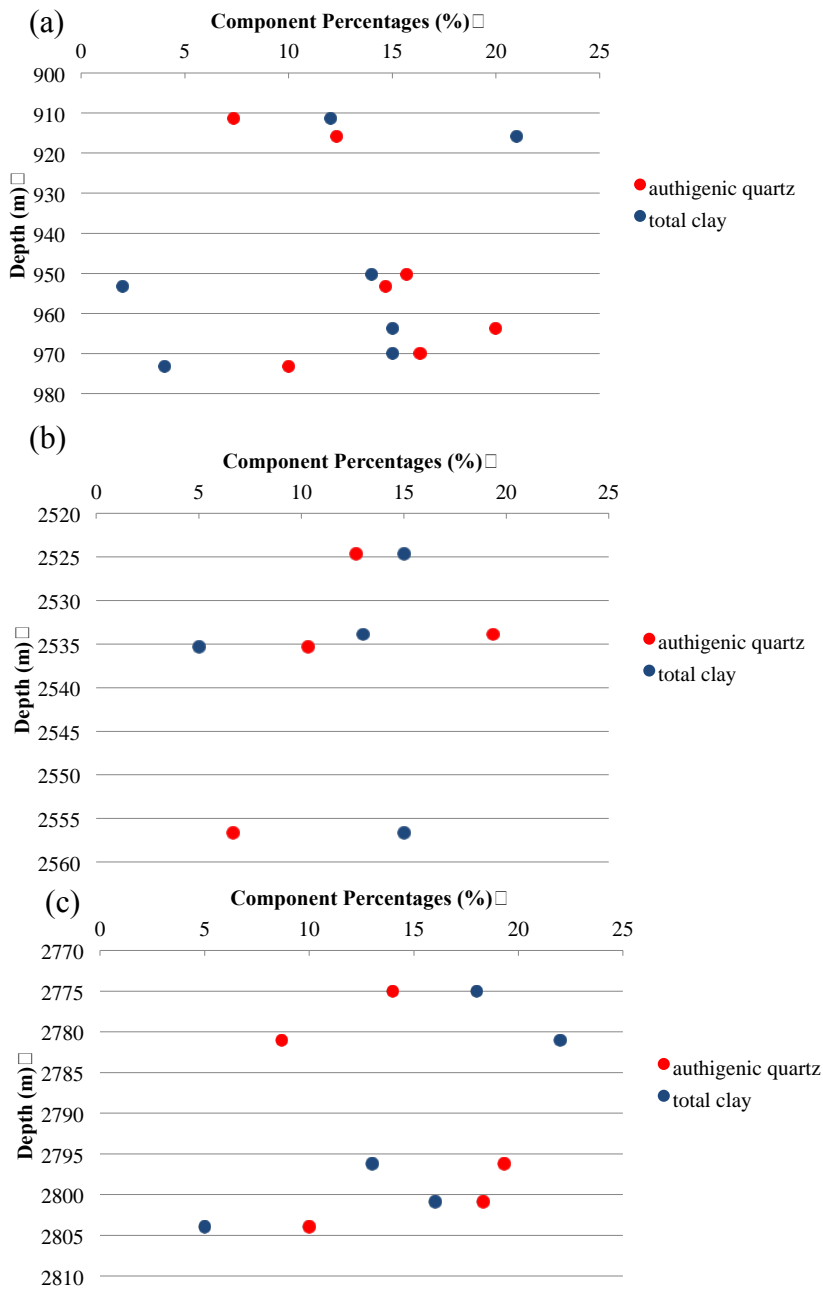 (a)
Component Percentages (%)□
0 5 10 15 20 25
900
910
920
930
940
950
960
970
980
Depth (m)□
authigenic quartz
total clay
(b)
Component Percentages (%)□
0 5 10 15 20 25
2520
2525
2530
2535
2540
2545
2550
2555
2560
Depth (m)□
authigenic quartz
total clay
(c)
Component Percentages (%)□
0 5 10 15 20 25
2770
2775
2780
2785
2790
2795
2800
2805
2810
Depth (m)□
authigenic quartz
total clay